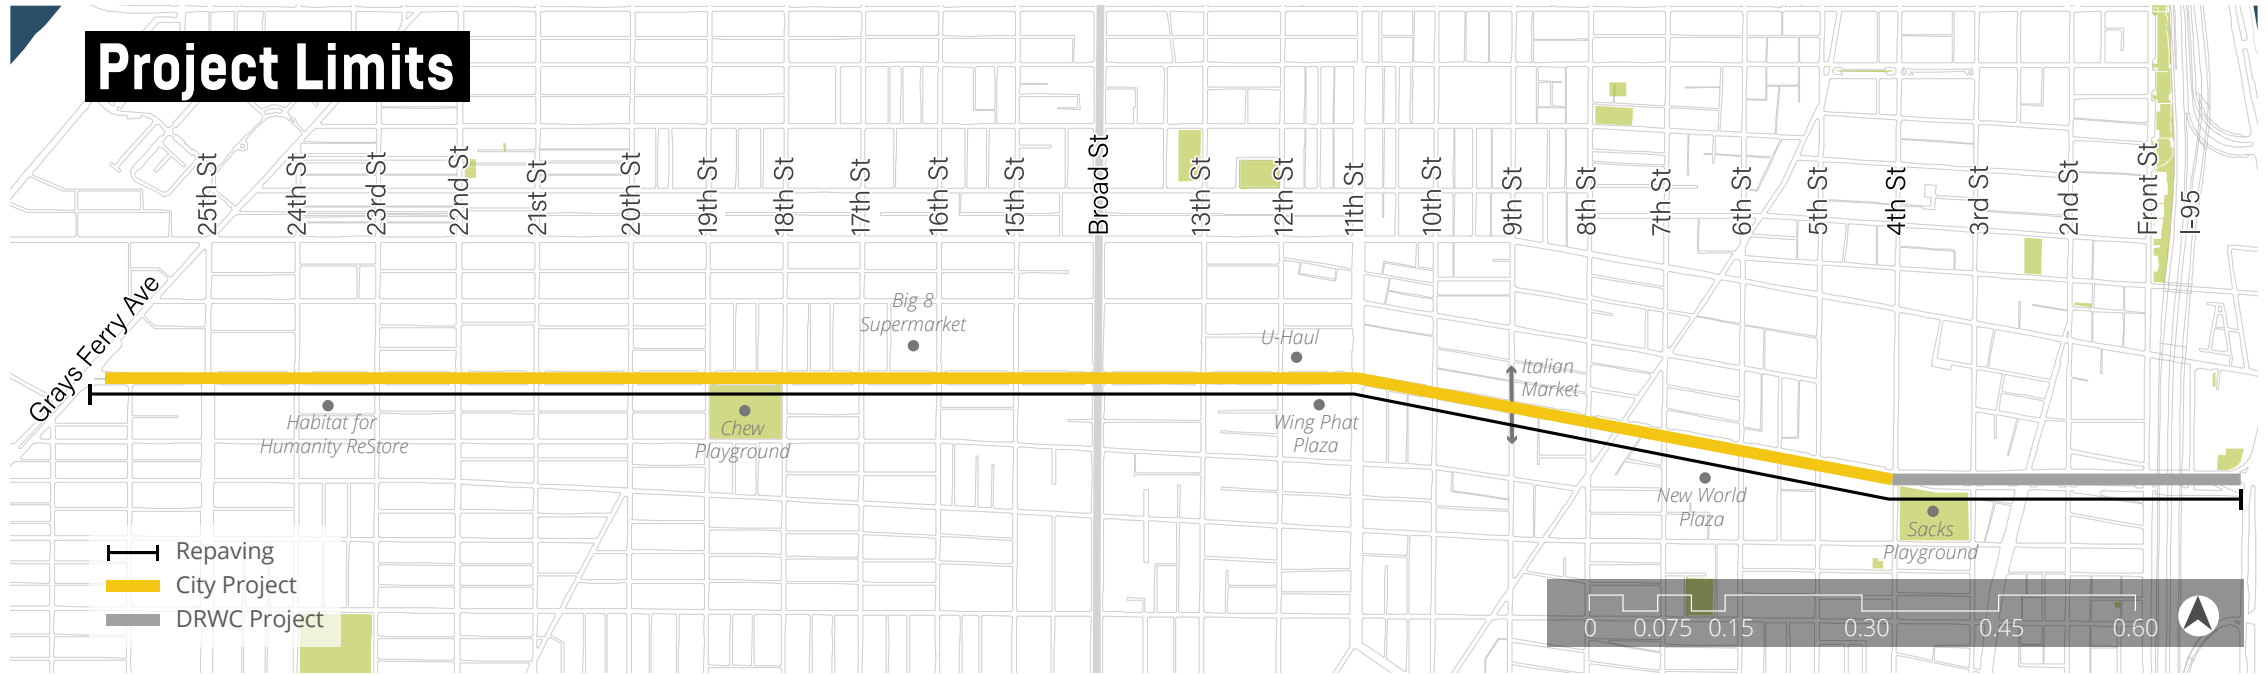 Project Limits
25th St
24th St
23rd St
22nd St
21st St
20th St
19th St
18th St
17th St
16th St
15th St
Broad St
13th St
12th St
11th St
10th St
9th St
8th St
7th St
6th St
5th St
4th St
3rd St
2nd St
Front St
I-95
Grays Ferry Ave
Big 8
Supermarket
U-Haul
Italian
Market
Habitat for
Humanity ReStore
Chew
Playground
Wing Phat
Plaza
New World
Plaza
Sacks
Playground
Repaving
City Project
DRWC Project
0
0.075
0.15
0.30
0.45
0.60